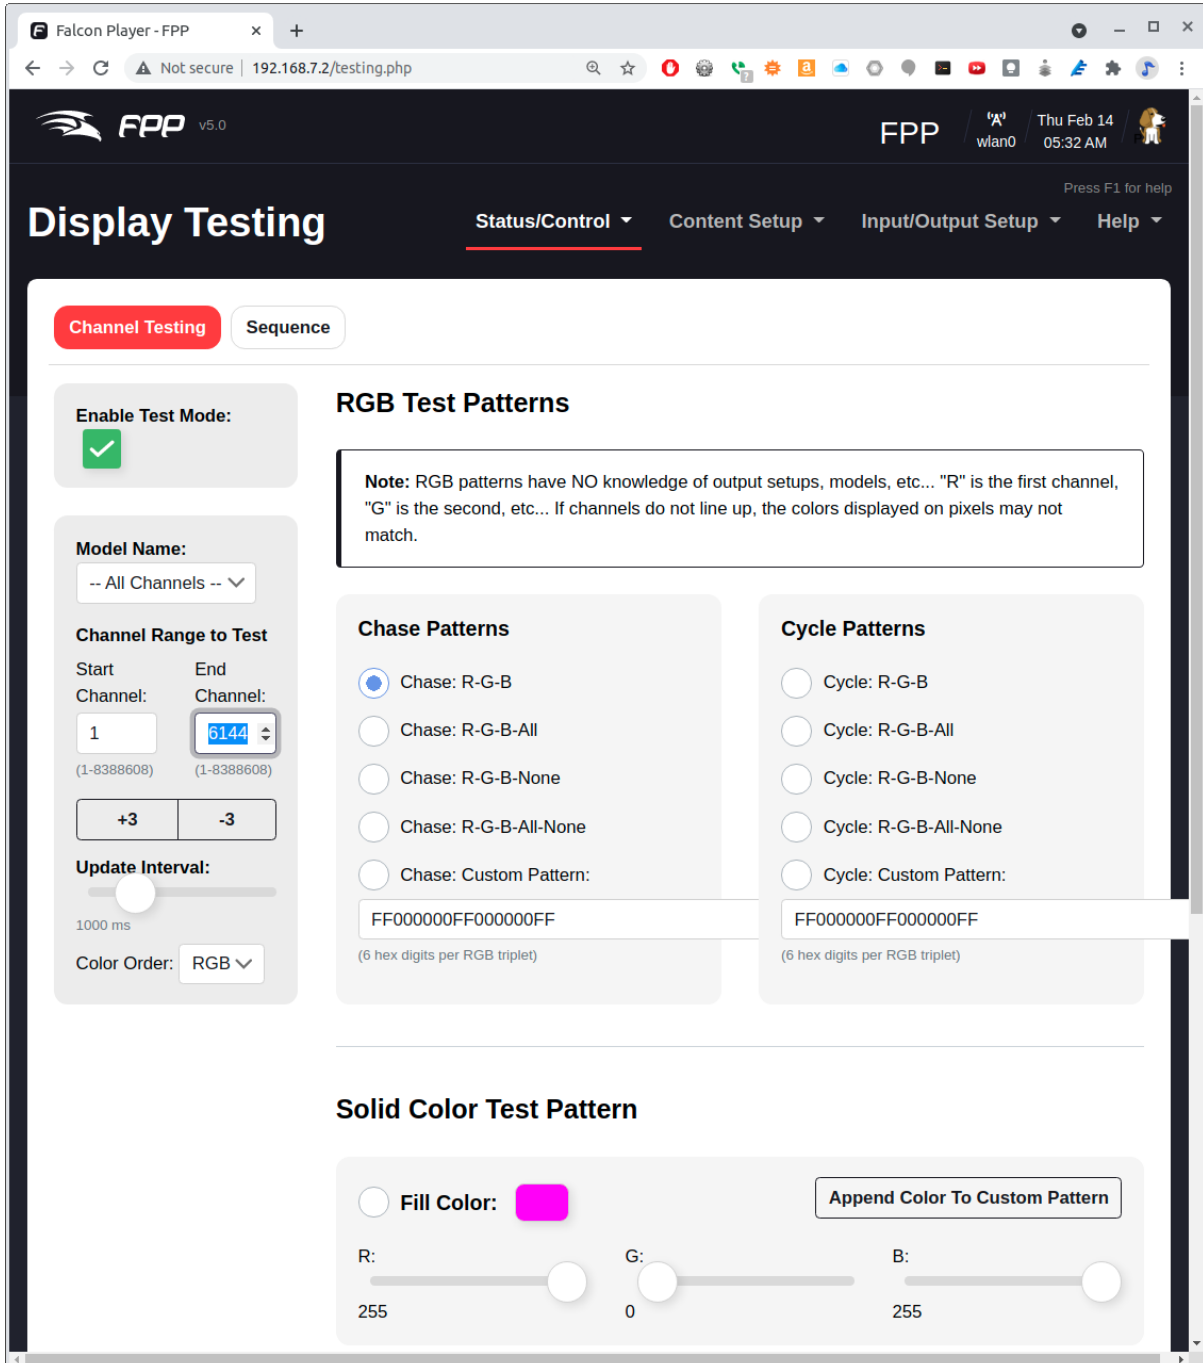 Falcon Player - FPP
Not secure | 192.168.7.2/testing.php
FPP v5.0
FPP
wlan0
Thu Feb 14
05:32 AM
Press F1 for help
Display Testing
Status/Control
Content Setup
Input/Output Setup
Help
Channel Testing
Sequence
Enable Test Mode:
Model Name:
-- All Channels --
Channel Range to Test
Start Channel:
End Channel:
1
6144
(1-8388608)
(1-8388608)
+3
-3
Update Interval:
1000 ms
Color Order: RGB
RGB Test Patterns
Note: RGB patterns have NO knowledge of output setups, models, etc... "R" is the first channel,
"G" is the second, etc... If channels do not line up, the colors displayed on pixels may not
match.
Chase Patterns
Chase: R-G-B
Chase: R-G-B-All
Chase: R-G-B-None
Chase: R-G-B-All-None
Chase: Custom Pattern:
FF000000FF000000FF
(6 hex digits per RGB triplet)
Cycle Patterns
Cycle: R-G-B
Cycle: R-G-B-All
Cycle: R-G-B-None
Cycle: R-G-B-All-None
Cycle: Custom Pattern:
FF000000FF000000FF
(6 hex digits per RGB triplet)
Solid Color Test Pattern
Fill Color:
Append Color To Custom Pattern
R:
255
G:
0
B:
255